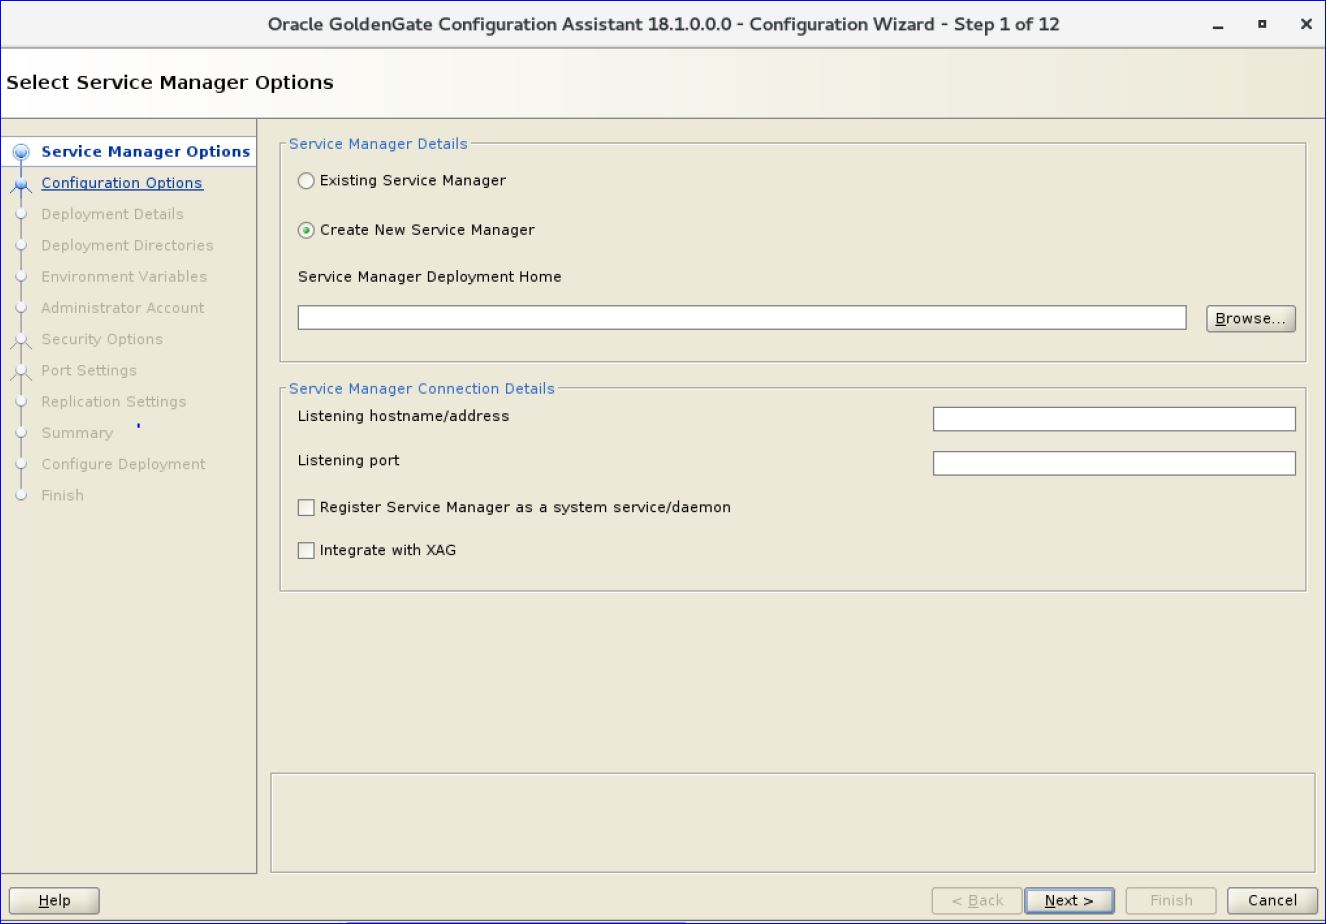 Oracle GoldenGate Configuration Assistant 18.1.0.0.0 - Configuration Wizard - Step 1 of 12
Select Service Manager Options
Service Manager Options
Configuration Options
Deployment Details
Deployment Directories
Environment Variables
Administrator Account
Security Options
Port Settings
Replication Settings
Summary
Configure Deployment
Finish
Service Manager Details
Existing Service Manager
Create New Service Manager
Service Manager Deployment Home
Browse...
Service Manager Connection Details
Listening hostname/address
Listening port
Register Service Manager as a system service/daemon
Integrate with XAG
Help
< Back
Next >
Finish
Cancel